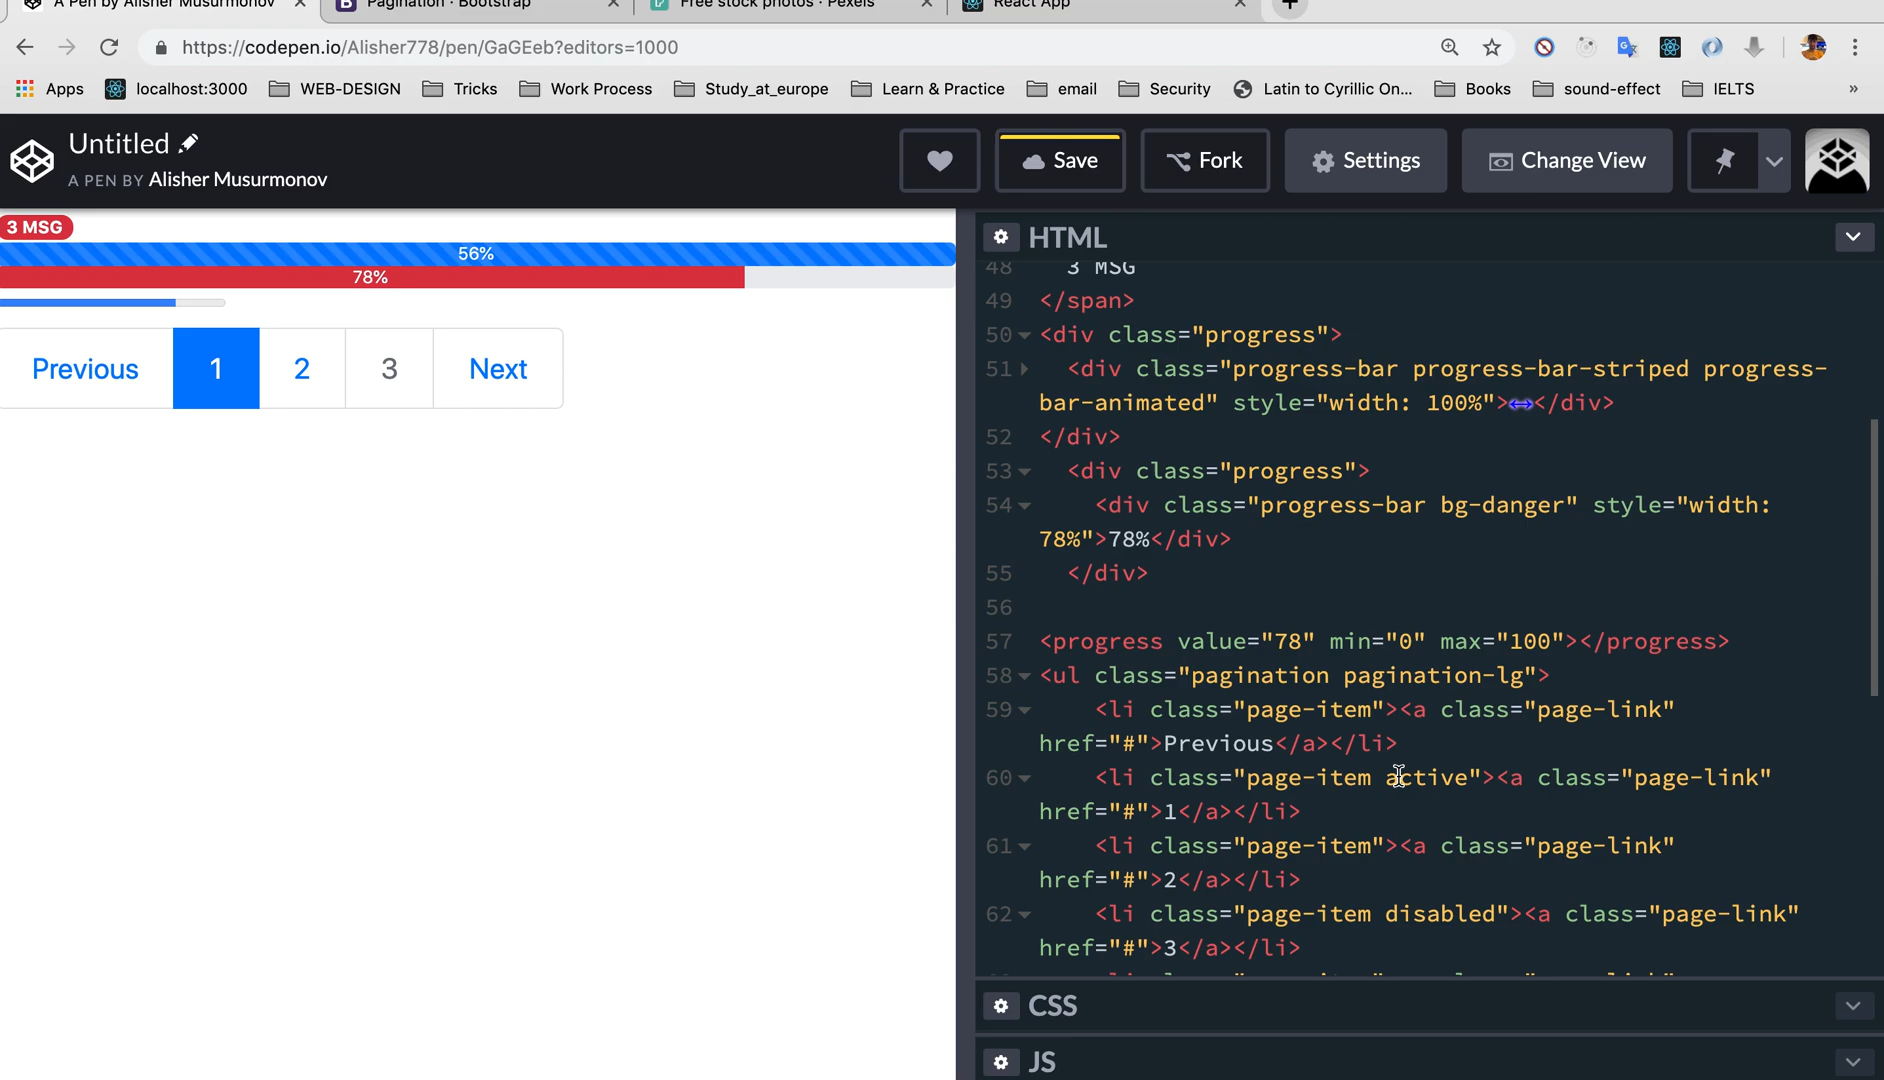 A Pen by Alisher Musurmonov
Pagination · Bootstrap
Free stock photos · Pexels
React App
https://codepen.io/Alisher778/pen/GaGEeb?editors=1000
Apps
localhost:3000
WEB-DESIGN
Tricks
Work Process
Study_at_europe
Learn & Practice
email
Security
Latin to Cyrillic On...
Books
sound-effect
IELTS
»
Untitled
A PEN BY Alisher Musurmonov
Save
Fork
Settings
Change View
3 MSG
56%
78%
Previous
1
2
3
Next
HTML
48 3 MSG
49 </span>
50 <div class="progress">
51 <div class="progress-bar progress-bar-striped progress-
bar-animated" style="width: 100%">↔</div>
52 </div>
53 <div class="progress">
54 <div class="progress-bar bg-danger" style="width:
78%">78%</div>
55 </div>
56
57 <progress value="78" min="0" max="100"></progress>
58 <ul class="pagination pagination-lg">
59 <li class="page-item"><a class="page-link"
href="#">Previous</a></li>
60 <li class="page-item active"><a class="page-link"
href="#">1</a></li>
61 <li class="page-item"><a class="page-link"
href="#">2</a></li>
62 <li class="page-item disabled"><a class="page-link"
href="#">3</a></li>
CSS
JS